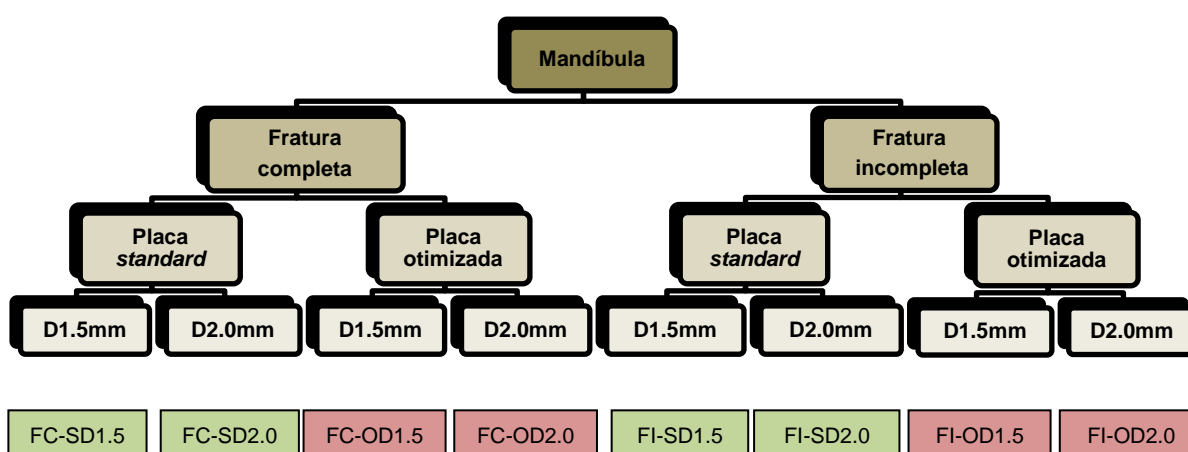 Mandíbula
Fratura
completa
Fratura
incompleta
Placa
standard
Placa
otimizada
Placa
standard
Placa
otimizada
D1.5mm
D2.0mm
D1.5mm
D2.0mm
D1.5mm
D2.0mm
D1.5mm
D2.0mm
FC-SD1.5
FC-SD2.0
FC-OD1.5
FC-OD2.0
FI-SD1.5
FI-SD2.0
FI-OD1.5
FI-OD2.0